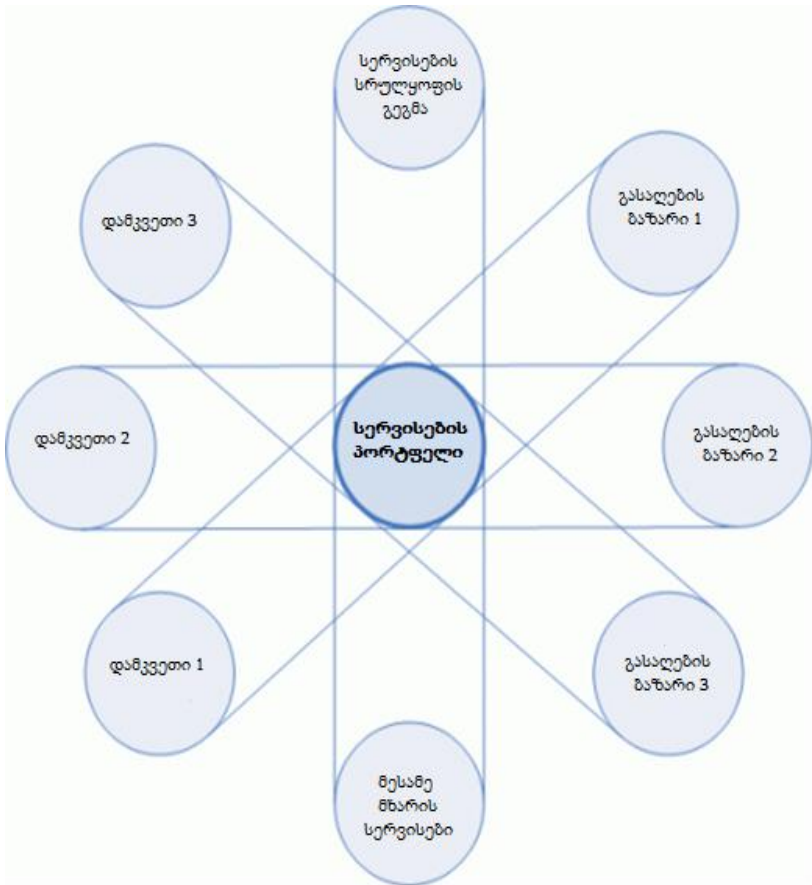 სერვისების
სრულყოფის
გეგმა
დამკვეთი 3
გასაღების
ბაზარი 1
დამკვეთი 2
სერვისების
პორტფელი
გასაღების
ბაზარი 2
დამკვეთი 1
გასაღების
ბაზარი 3
მესამე
მხარის
სერვისები